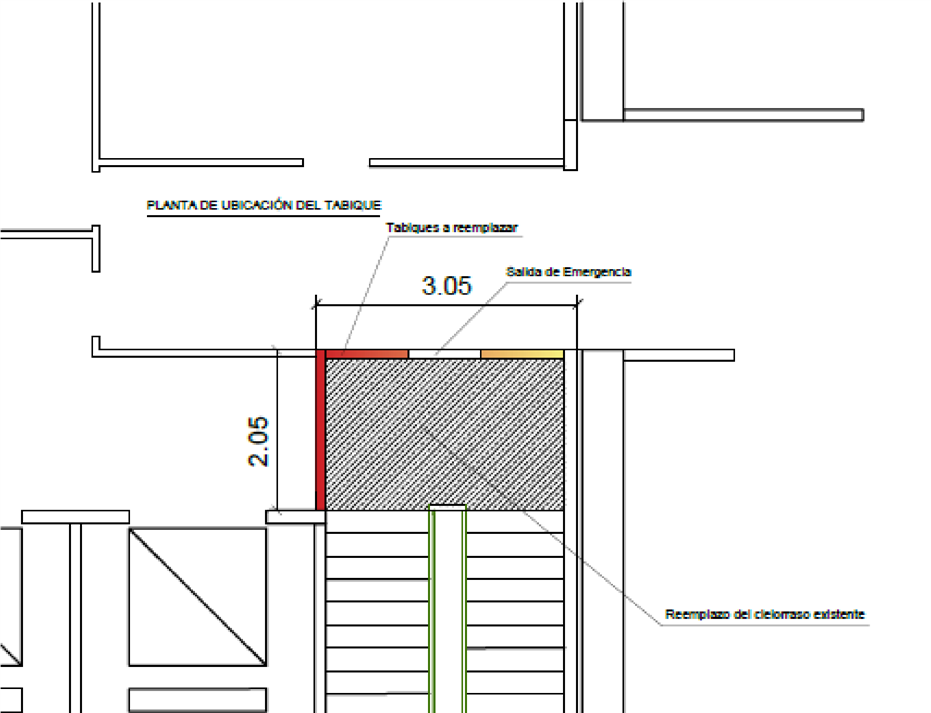 PLANTA DE UBICACIÓN DEL TABIQUE
Tabiques a reemplazar
Salida de Emergencia
3.05
2.05
Reemplazo del cielorraso existente